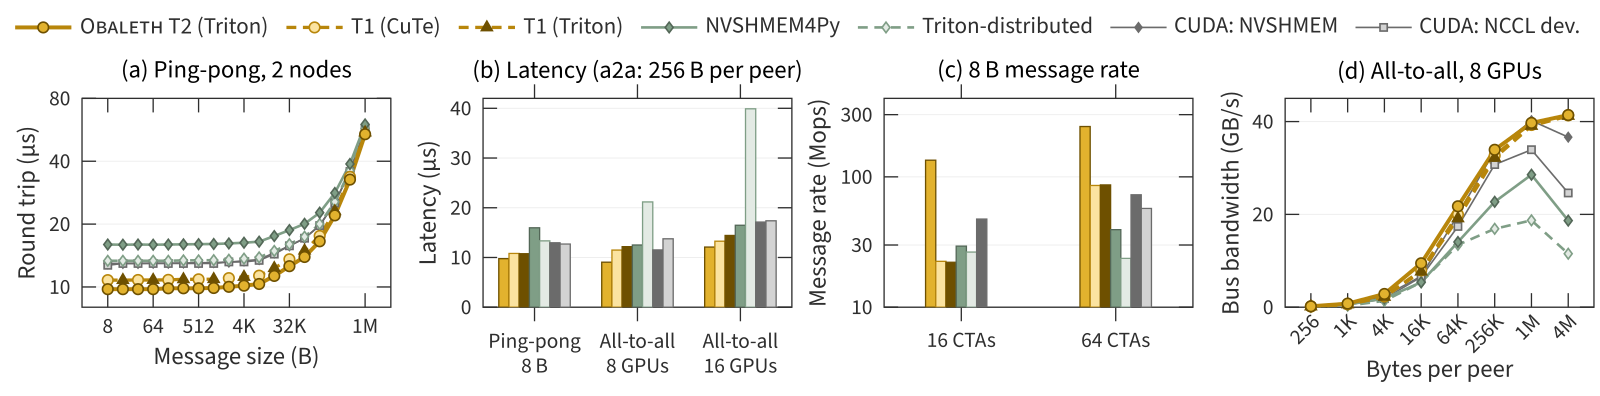 OBALETH T2 (Triton) T1 (CuTe) T1 (Triton) NVSHMEM4Py Triton-distributed CUDA: NVSHMEM CUDA: NCCL dev.
(a) Ping-pong, 2 nodes
Round trip (μs)
80
40
20
10
8 64 512 4K 32K 1M
Message size (B)
(b) Latency (a2a: 256 B per peer)
Latency (μs)
40
30
20
10
0
Ping-pong All-to-all All-to-all
8 B 8 GPUs 16 GPUs
(c) 8 B message rate
Message rate (Mops)
300
100
30
10
16 CTAs 64 CTAs
(d) All-to-all, 8 GPUs
Bus bandwidth (GB/s)
40
20
0
256 1K 4K 16K 64K 256K 1M 4M
Bytes per peer